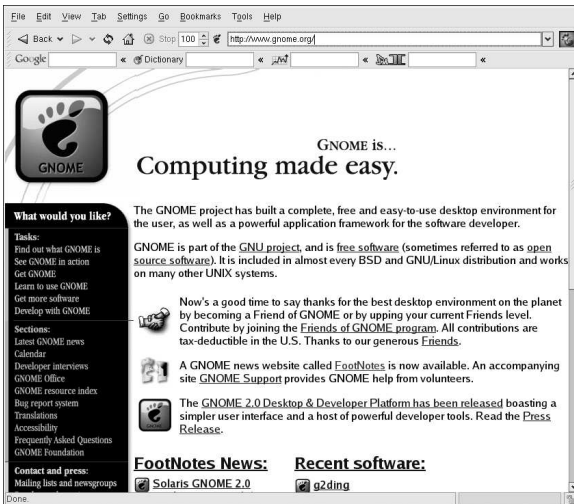 File Edit View Tab Settings Go Bookmarks Tools Help
Back Stop 100 http://www.gnome.org/
Google « Dictionary « « «
GNOME
GNOME is...
Computing made easy.
What would you like?
Tasks:
Find out what GNOME is
See GNOME in action
Get GNOME
Learn to use GNOME
Get more software
Develop with GNOME
Sections:
Latest GNOME news
Calendar
Developer interviews
GNOME Office
GNOME resource index
Bug report system
Translations
Accessibility
Frequently Asked Questions
GNOME Foundation
Contact and press:
Mailing lists and newsgroups
The GNOME project has built a complete, free and easy-to-use desktop environment for
the user, as well as a powerful application framework for the software developer.
GNOME is part of the GNU project, and is free software (sometimes referred to as open
source software). It is included in almost every BSD and GNU/Linux distribution and works
on many other UNIX systems.
Now's a good time to say thanks for the best desktop environment on the planet
by becoming a Friend of GNOME or by upping your current Friends level.
Contribute by joining the Friends of GNOME program. All contributions are
tax-deductible in the U.S. Thanks to our generous Friends.
A GNOME news website called FootNotes is now available. An accompanying
site GNOME Support provides GNOME help from volunteers.
The GNOME 2.0 Desktop & Developer Platform has been released boasting a
simpler user interface and a host of powerful developer tools. Read the Press
Release.
FootNotes News:
Solaris GNOME 2.0
Recent software:
g2ding
Done.